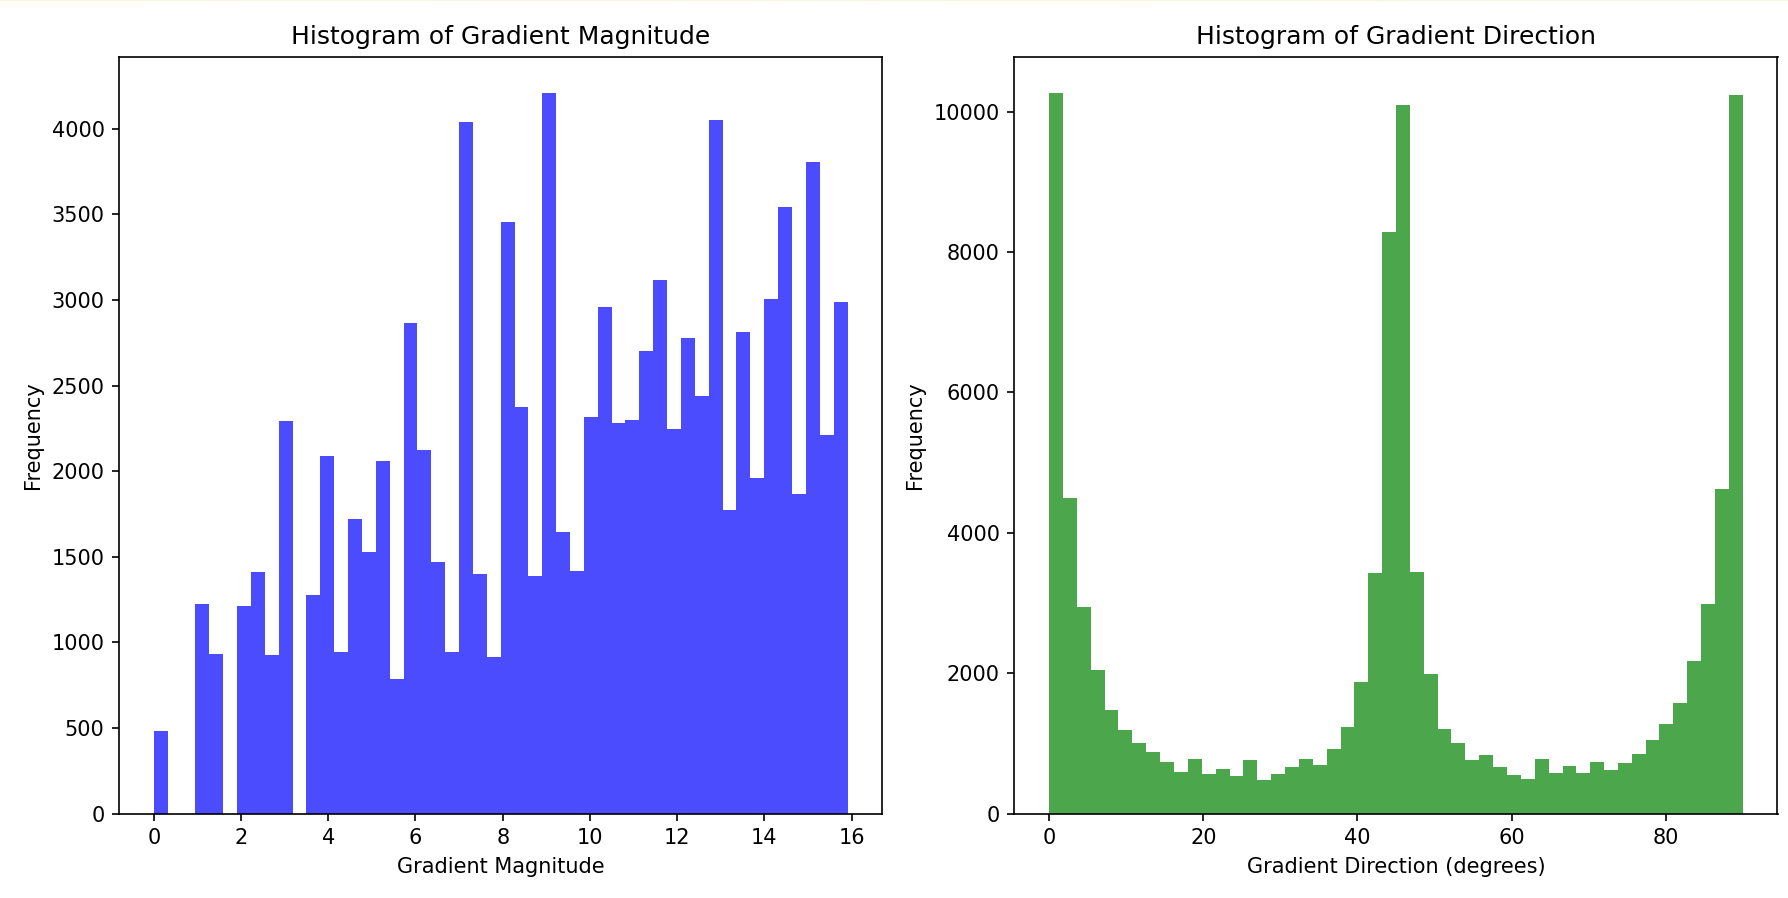 Histogram of Gradient Magnitude
Frequency
4000
3500
3000
2500
2000
1500
1000
500
0
0 2 4 6 8 10 12 14 16
Gradient Magnitude
Histogram of Gradient Direction
Frequency
10000
8000
6000
4000
2000
0
0 20 40 60 80
Gradient Direction (degrees)